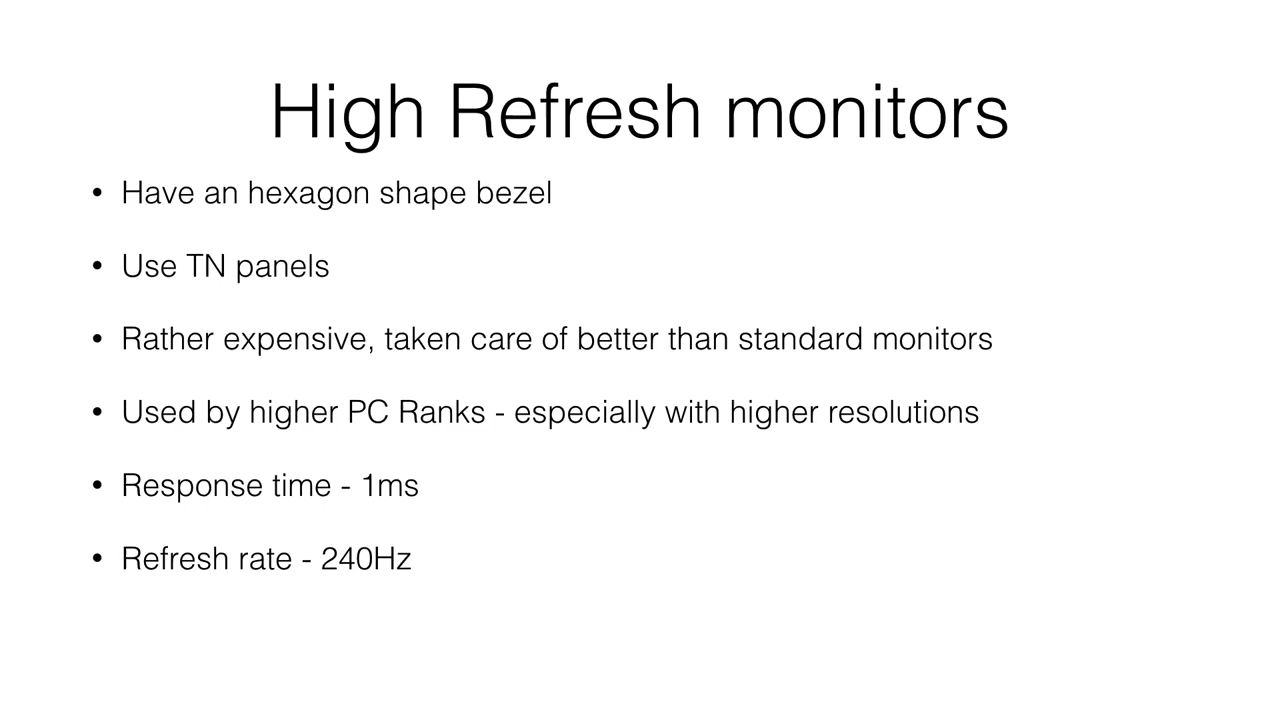 High Refresh monitors
• Have an hexagon shape bezel
• Use TN panels
• Rather expensive, taken care of better than standard monitors
• Used by higher PC Ranks - especially with higher resolutions
• Response time - 1ms
• Refresh rate - 240Hz